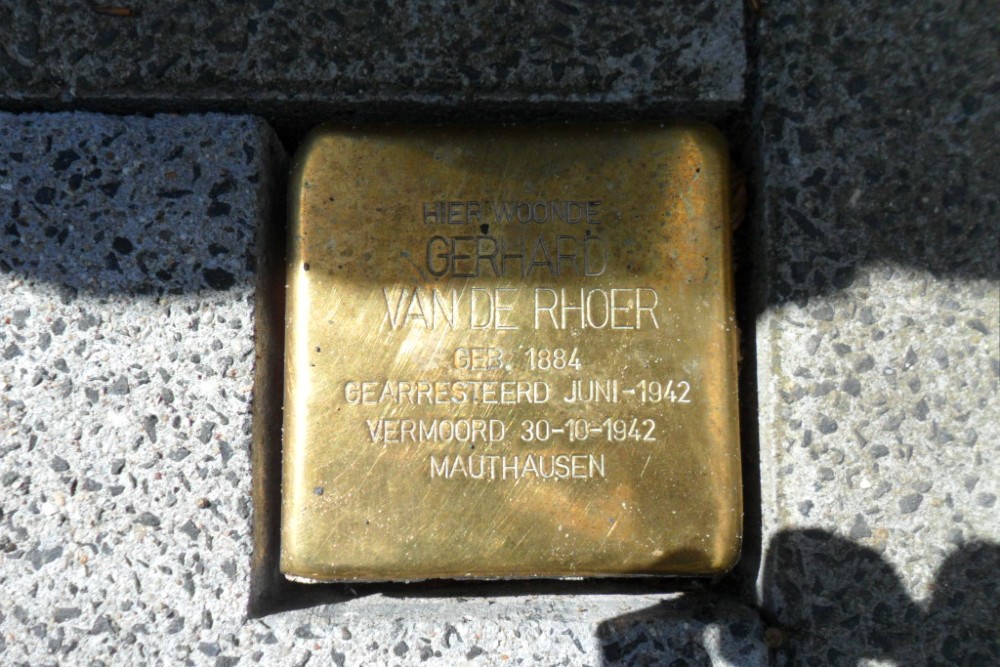 HIER WOONDE
GERHARD
VAN DE RHOER
GEB. 1884
GEARRESTEERD JUNI-1942
VERMOORD 30-10-1942
MAUTHAUSEN